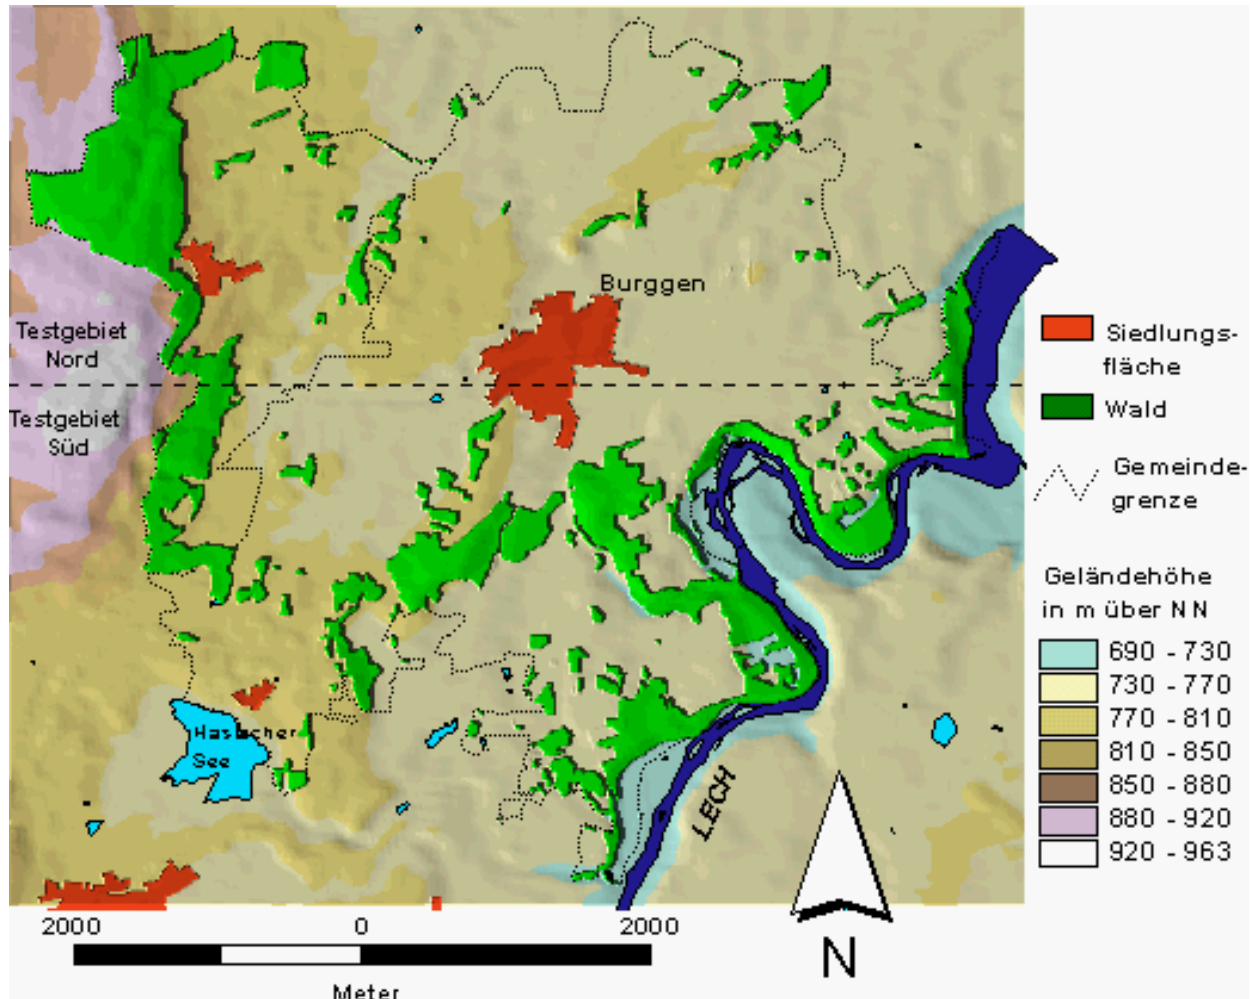 Burggen
Testgebiet
Nord
Testgebiet
Süd
Haslacher
See
LECH
Siedlungs-
fläche
Wald
Gemeinde-
grenze
Geländehöhe
in m über NN
690 - 730
730 - 770
770 - 810
810 - 850
850 - 880
880 - 920
920 - 963
2000 0 2000
Meter
N